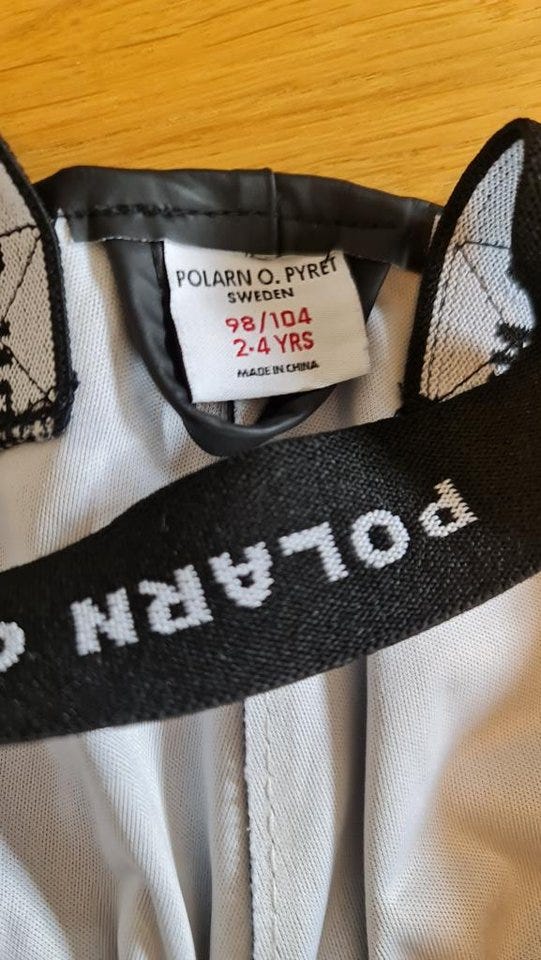 POLARN O. PYRET
SWEDEN
98/104
2-4 YRS
MADE IN CHINA
POLARN O